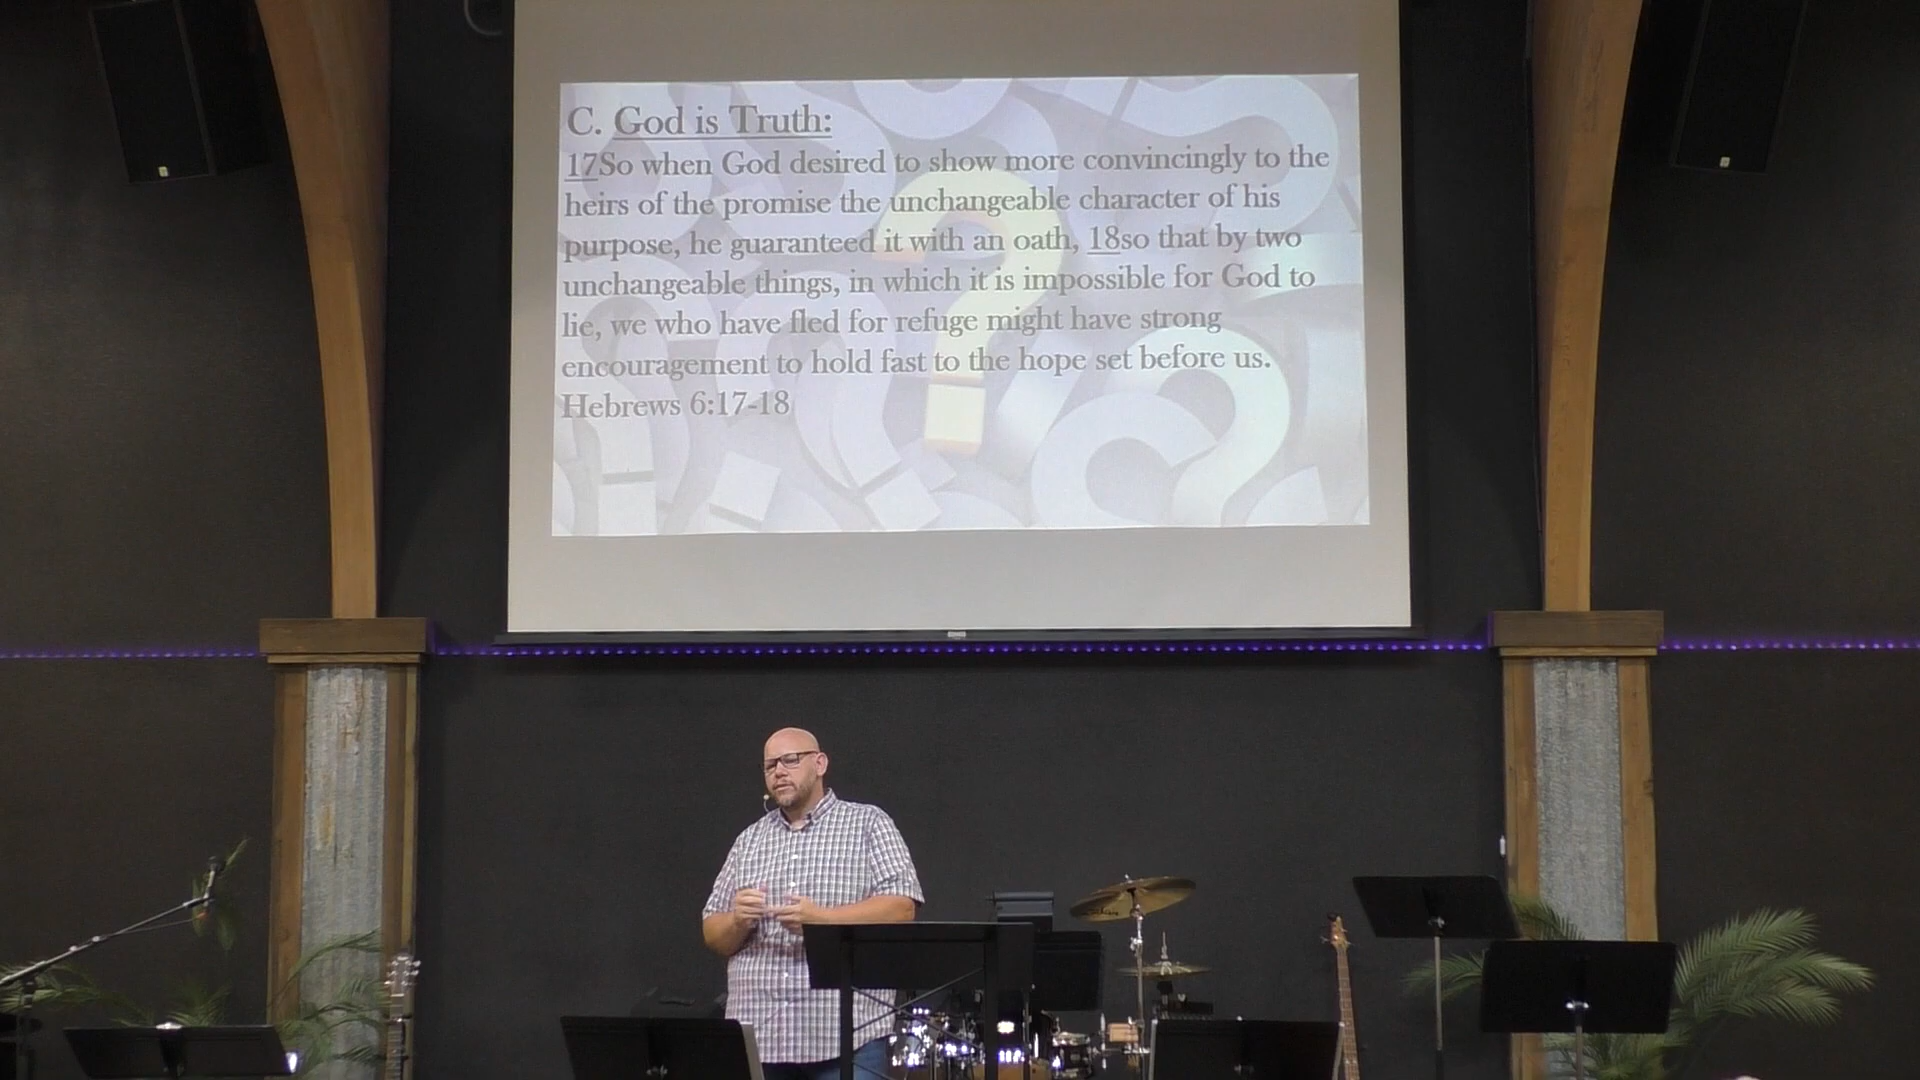 C. God is Truth:
17So when God desired to show more convincingly to the
heirs of the promise the unchangeable character of his
purpose, he guaranteed it with an oath, 18so that by two
unchangeable things, in which it is impossible for God to
lie, we who have fled for refuge might have strong
encouragement to hold fast to the hope set before us.
Hebrews 6:17-18